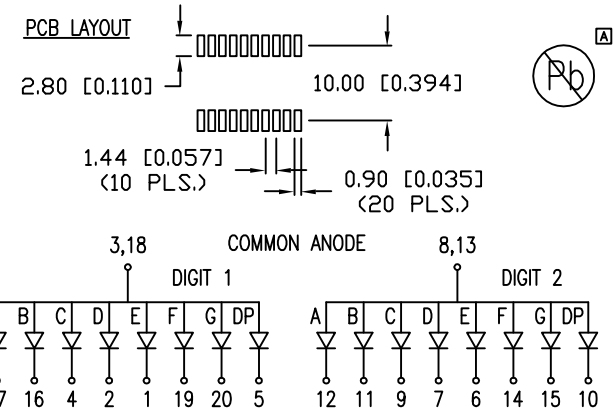 PCB LAYOUT
A
Pb
2.80 [0.110]
10.00 [0.394]
1.44 [0.057]
(10 PLS.)
0.90 [0.035]
(20 PLS.)
COMMON ANODE
3,18
8,13
DIGIT 1
DIGIT 2
B C D E F G DP
A B C D E F G DP
7 16 4 2 1 19 20 5
12 11 9 7 6 14 15 10